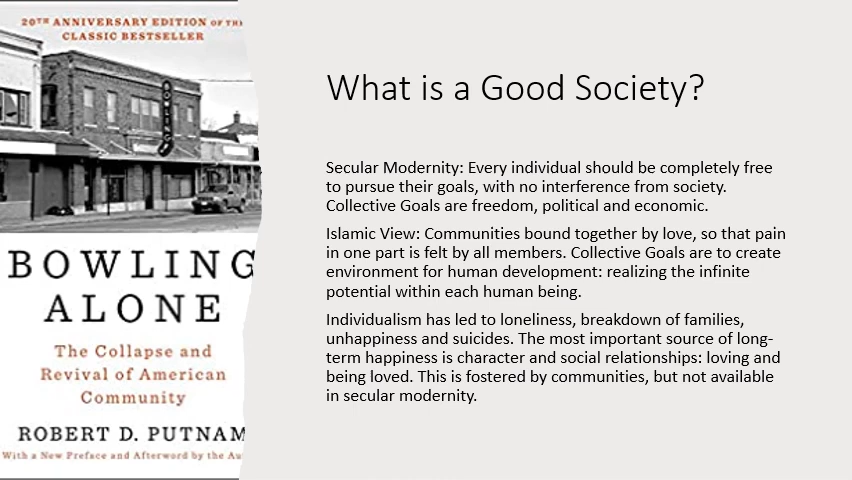 20TH ANNIVERSARY EDITION OF THE
CLASSIC BESTSELLER
BOWLING
BOWLING
ALONE
The Collapse and
Revival of American
Community
ROBERT D. PUTNAM
With a New Preface and Afterword by the Au
What is a Good Society?
Secular Modernity: Every individual should be completely free
to pursue their goals, with no interference from society.
Collective Goals are freedom, political and economic.
Islamic View: Communities bound together by love, so that pain
in one part is felt by all members. Collective Goals are to create
environment for human development: realizing the infinite
potential within each human being.
Individualism has led to loneliness, breakdown of families,
unhappiness and suicides. The most important source of long-
term happiness is character and social relationships: loving and
being loved. This is fostered by communities, but not available
in secular modernity.